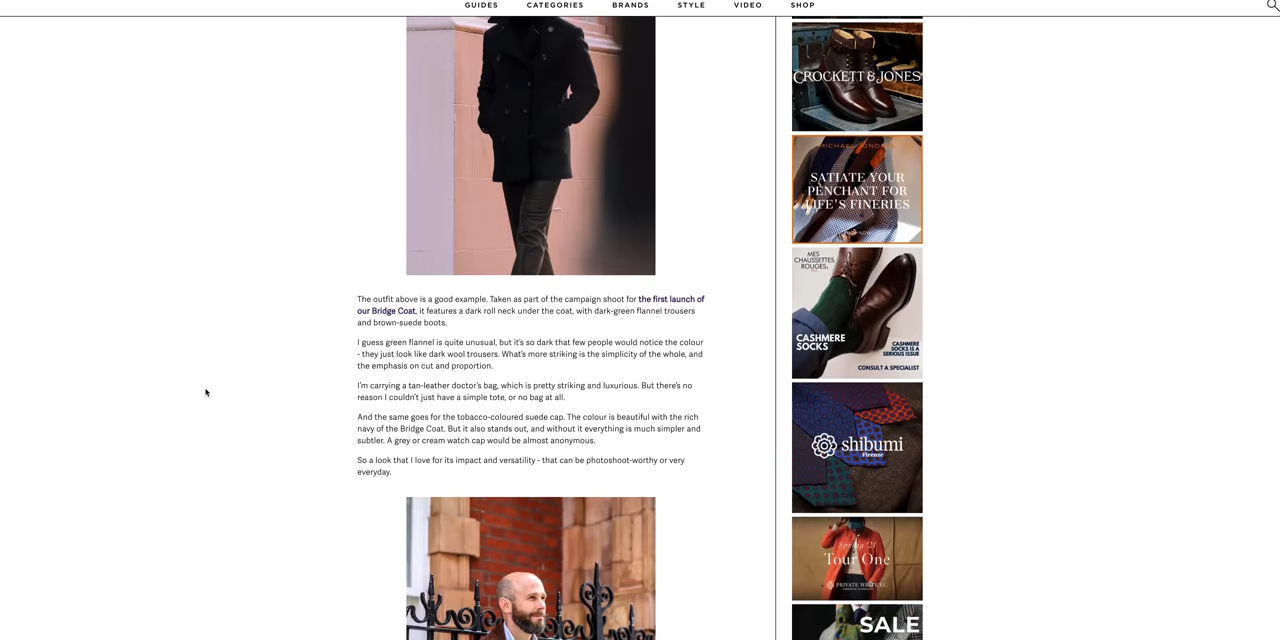 GUIDES CATEGORIES BRANDS STYLE VIDEO SHOP
The outfit above is a good example. Taken as part of the campaign shoot for the first launch of
our Bridge Coat, it features a dark roll neck under the coat, with dark-green flannel trousers
and brown-suede boots.
I guess green flannel is quite unusual, but it's so dark that few people would notice the colour
- they just look like dark wool trousers. What's more striking is the simplicity of the whole, and
the emphasis on cut and proportion.
I'm carrying a tan-leather doctor's bag, which is pretty striking and luxurious. But there's no
reason I couldn't just have a simple tote, or no bag at all.
And the same goes for the tobacco-coloured suede cap. The colour is beautiful with the rich
navy of the Bridge Coat. But it also stands out, and without it everything is much simpler and
subtler. A grey or cream watch cap would be almost anonymous.
So a look that I love for its impact and versatility - that can be photoshoot-worthy or very
everyday.
CROCKETT & JONES
SATIATE YOUR
PENCHANT FOR
LIFE'S FINERIES
MES
CHAUSSETTES
ROUGES.
CASHMERE
SOCKS
CASHMERE
SOCKS IS A
SERIOUS ISSUE
CONSULT A SPECIALIST
shibumi
Firenze
Spring '21
Tour One
PRIVATE WHITE V.C.
SALE